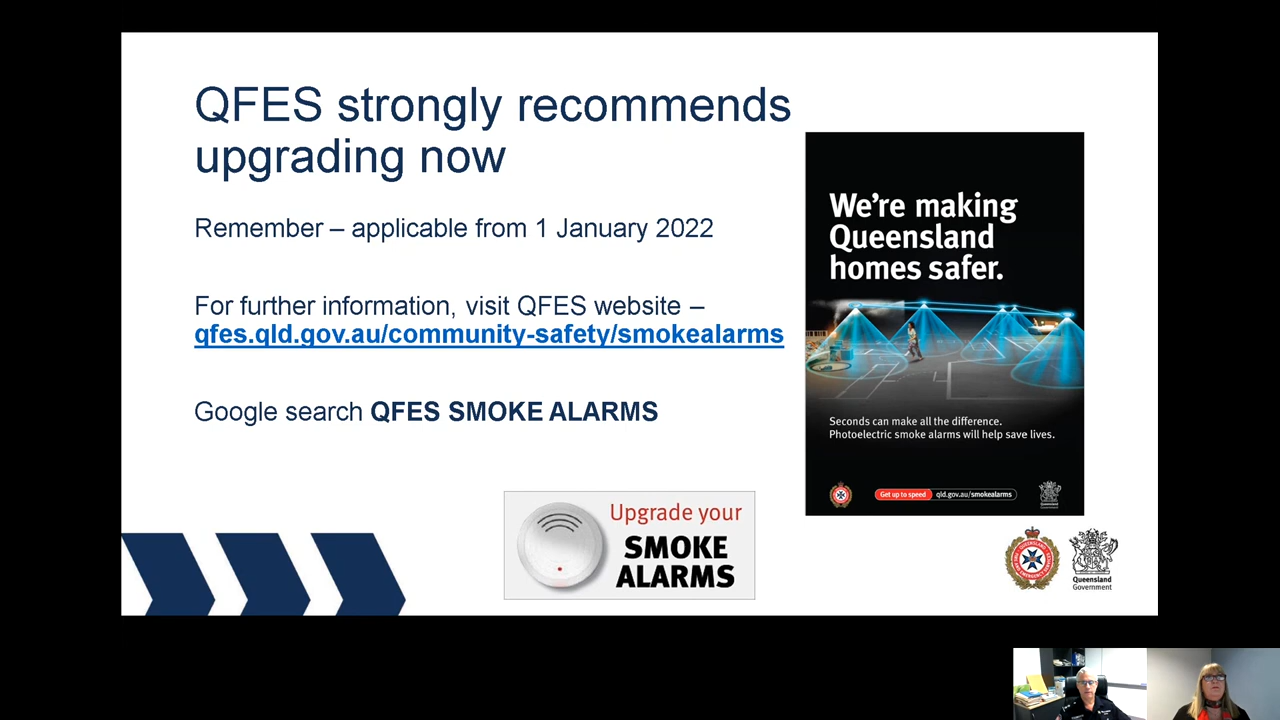 QFES strongly recommends
upgrading now
Remember – applicable from 1 January 2022
For further information, visit QFES website –
qfes.qld.gov.au/community-safety/smokealarms
Google search QFES SMOKE ALARMS
We're making
Queensland
homes safer.
Seconds can make all the difference.
Photoelectric smoke alarms will help save lives.
Get up to speed qld.gov.au/smokealarms
Upgrade your
SMOKE
ALARMS
Queensland
Government